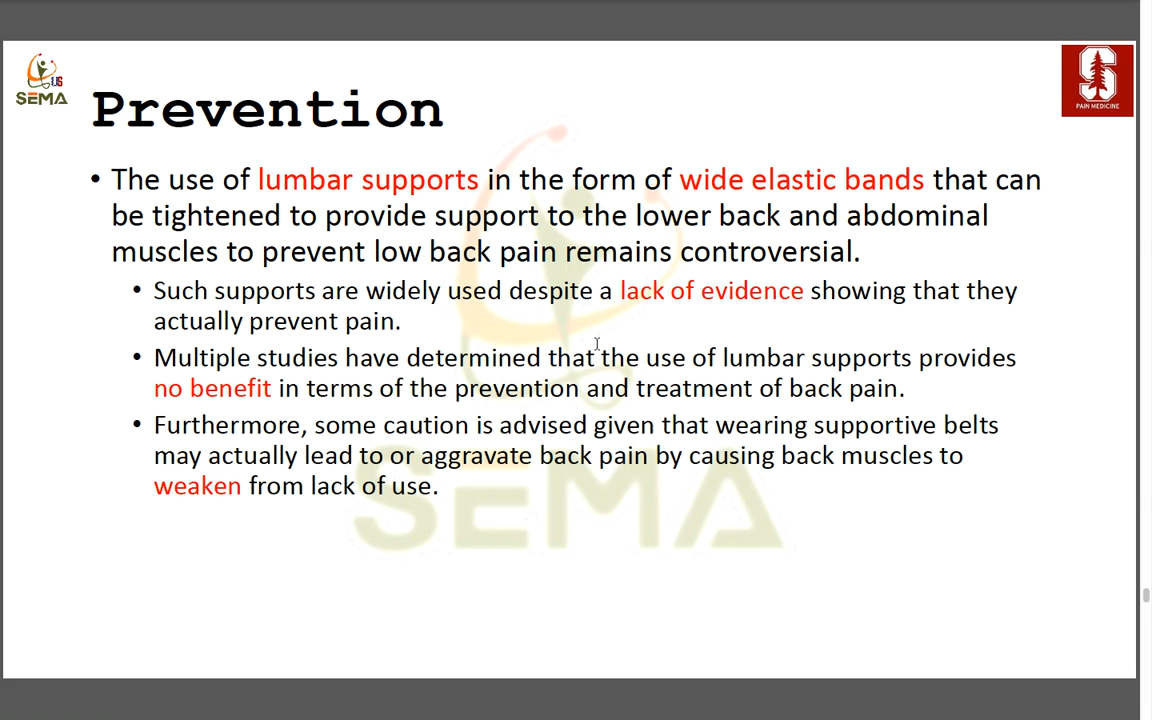 US
SEMA
S
PAIN MEDICINE
Prevention
• The use of lumbar supports in the form of wide elastic bands that can
be tightened to provide support to the lower back and abdominal
muscles to prevent low back pain remains controversial.
• Such supports are widely used despite a lack of evidence showing that they
actually prevent pain.
• Multiple studies have determined that the use of lumbar supports provides
no benefit in terms of the prevention and treatment of back pain.
• Furthermore, some caution is advised given that wearing supportive belts
may actually lead to or aggravate back pain by causing back muscles to
weaken from lack of use.
SEMA